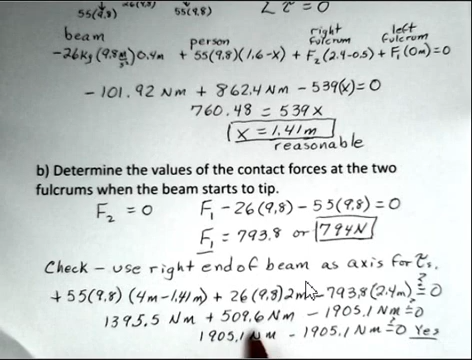 55(9.8) 26(9.8) 55(9.8) Στ = 0
beam person right fulcrum left fulcrum
-26kg (9.8 m/s²) 0.4m + 55(9.8)(1.6-x) + F₂(2.4-0.5) + F₁(0m)=0
-101.92 Nm + 862.4 Nm - 539(x)=0
760.48 = 539x
x = 1.41m
reasonable
b) Determine the values of the contact forces at the two
fulcrums when the beam starts to tip.
F₂ = 0 F₁ -26(9.8) - 55(9.8) = 0
F₁ = 793.8 or 794N
Check - use right end of beam as axis for τs.
+55(9.8)(4m-1.41m) + 26(9.8)2m - 793.8(2.4m) ≟ 0
1395.5 Nm + 509.6 Nm - 1905.1 Nm ≟ 0
1905.1 Nm - 1905.1 Nm ≟ 0 Yes